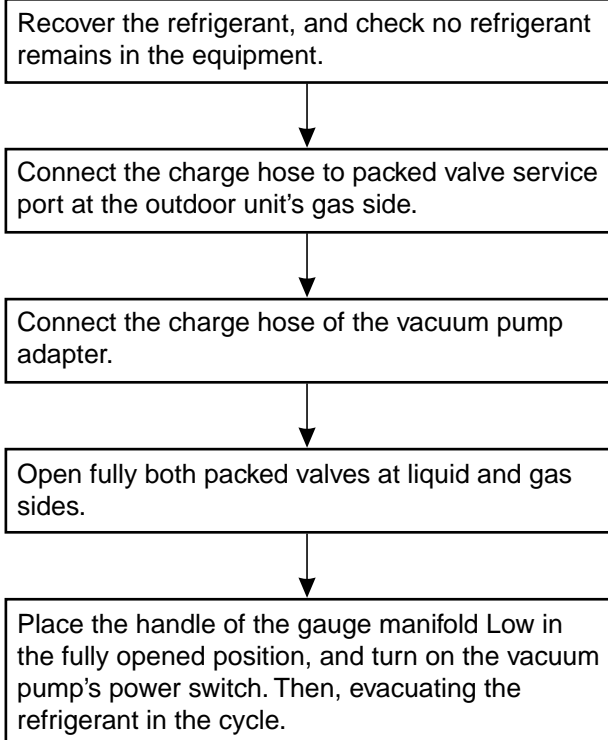 Recover the refrigerant, and check no refrigerant
remains in the equipment.
Connect the charge hose to packed valve service
port at the outdoor unit's gas side.
Connect the charge hose of the vacuum pump
adapter.
Open fully both packed valves at liquid and gas
sides.
Place the handle of the gauge manifold Low in
the fully opened position, and turn on the vacuum
pump's power switch. Then, evacuating the
refrigerant in the cycle.